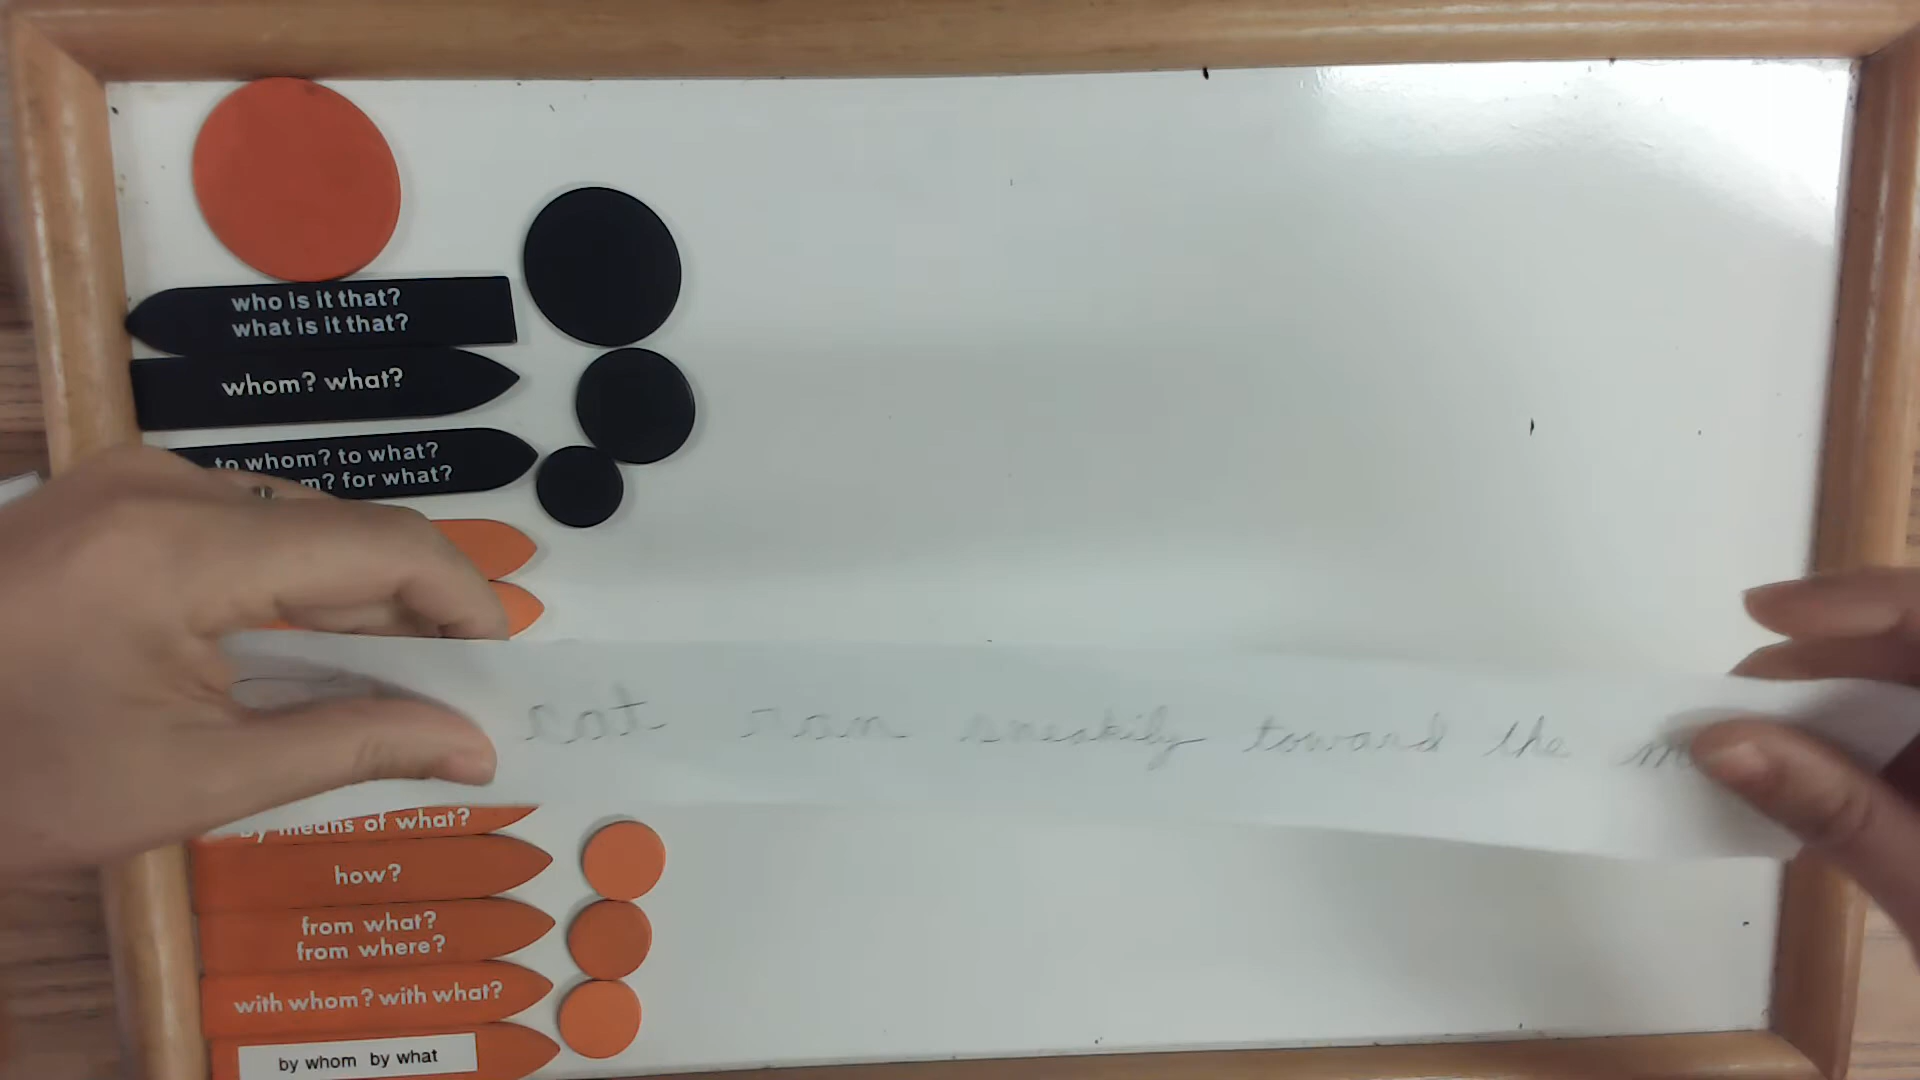 who is it that?
what is it that?
whom? what?
to whom? to what?
for what?
cat ran sneakily toward the
by means of what?
how?
from what?
from where?
with whom? with what?
by whom by what